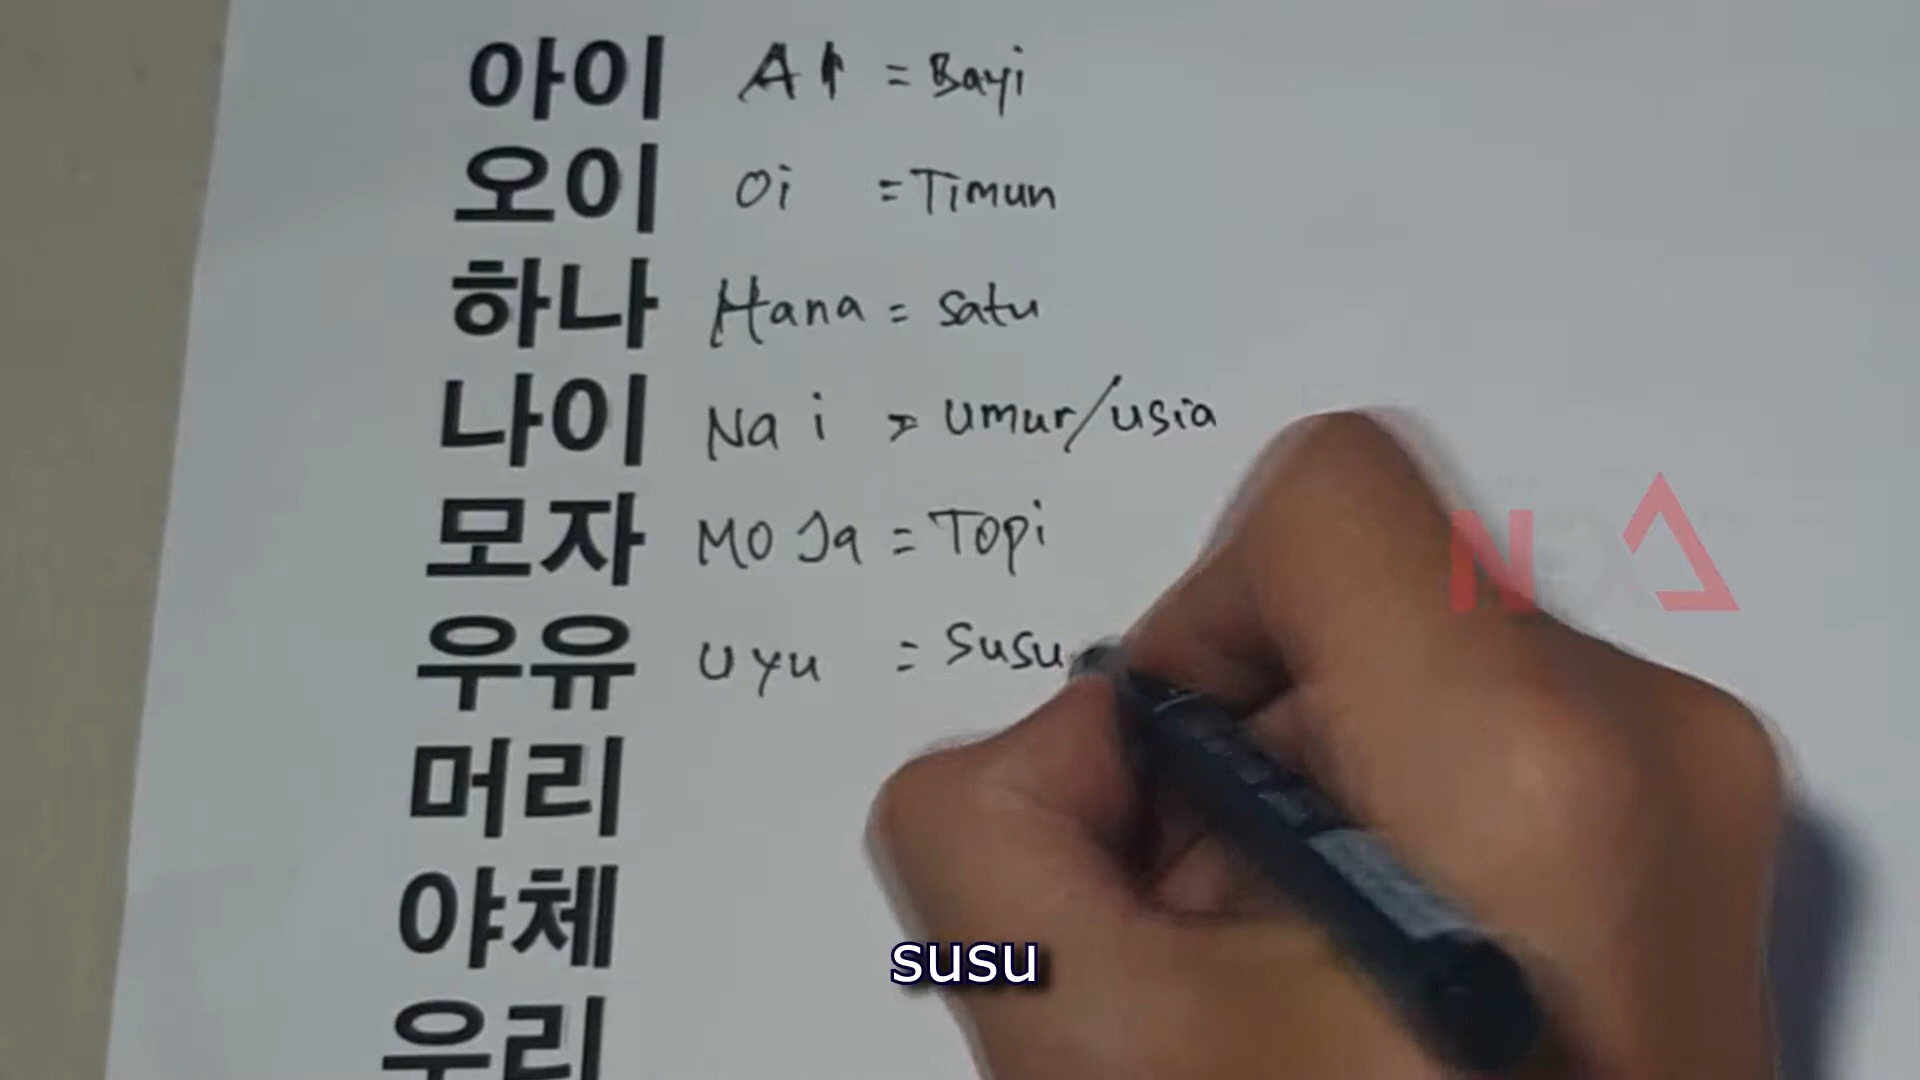 아이 AI = Bayi
오이 Oi = Timun
하나 Hana = satu
나이 Na i = umur/usia
모자 MO Ja = Topi
우유 uyu = susu
머리
야체
우리
NEXA
susu